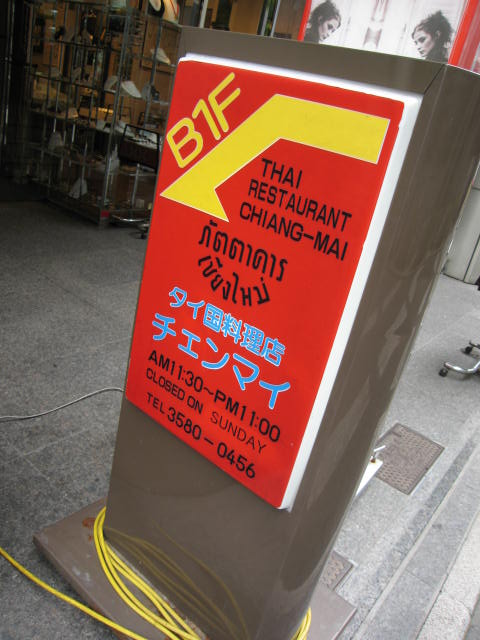 B1F
THAI
RESTAURANT
CHIANG-MAI
ภัตตาคาร
เชียงใหม่
タイ国料理店
チェンマイ
AM11:30~PM11:00
CLOSED ON SUNDAY
TEL 3580-0456